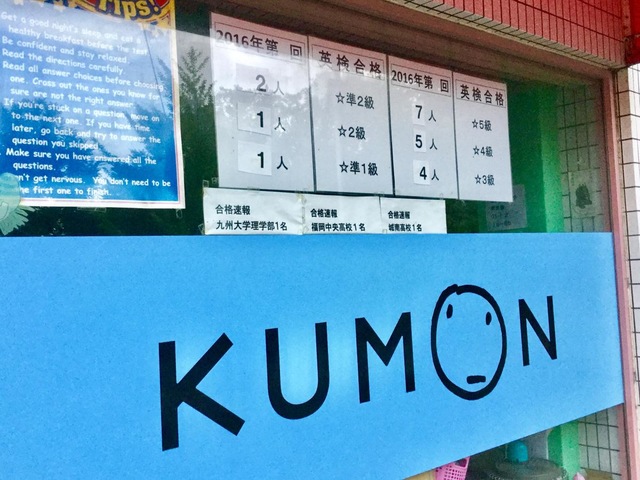 Tips!
Get a good night's sleep and eat a
healthy breakfast before the test
Be confident and stay relaxed
Read the directions carefully
Read all answer choices before choosing
one. Cross out the ones you know for
sure are not the right answer.
If you're stuck on a question, move on
to the next one. If you have time
later, go back and try to answer the
question you skipped.
Make sure you have answered all the
questions.
Don't get nervous. You don't need to be
the first one to finish.
2016年第 回
2人
1人
1人
英検合格
☆準2級
☆2級
☆準1級
2016年第 回
7人
5人
4人
英検合格
☆5級
☆4級
☆3級
合格速報
九州大学理学部1名
合格速報
福岡中央高校1名
合格速報
城南高校1名
KUMON